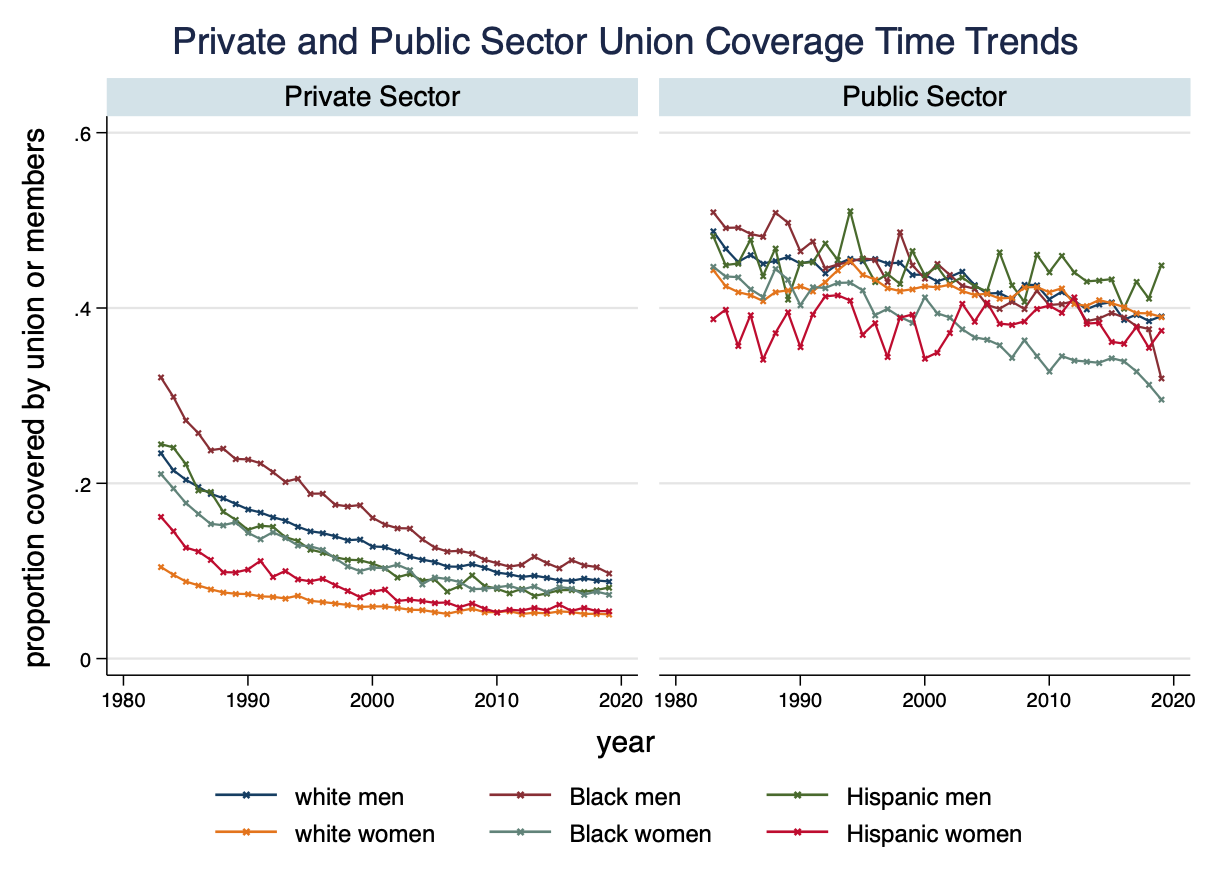 Private and Public Sector Union Coverage Time Trends
Private Sector
Public Sector
proportion covered by union or members
.6
.4
.2
0
1980 1990 2000 2010 2020
1980 1990 2000 2010 2020
year
white men Black men Hispanic men
white women Black women Hispanic women